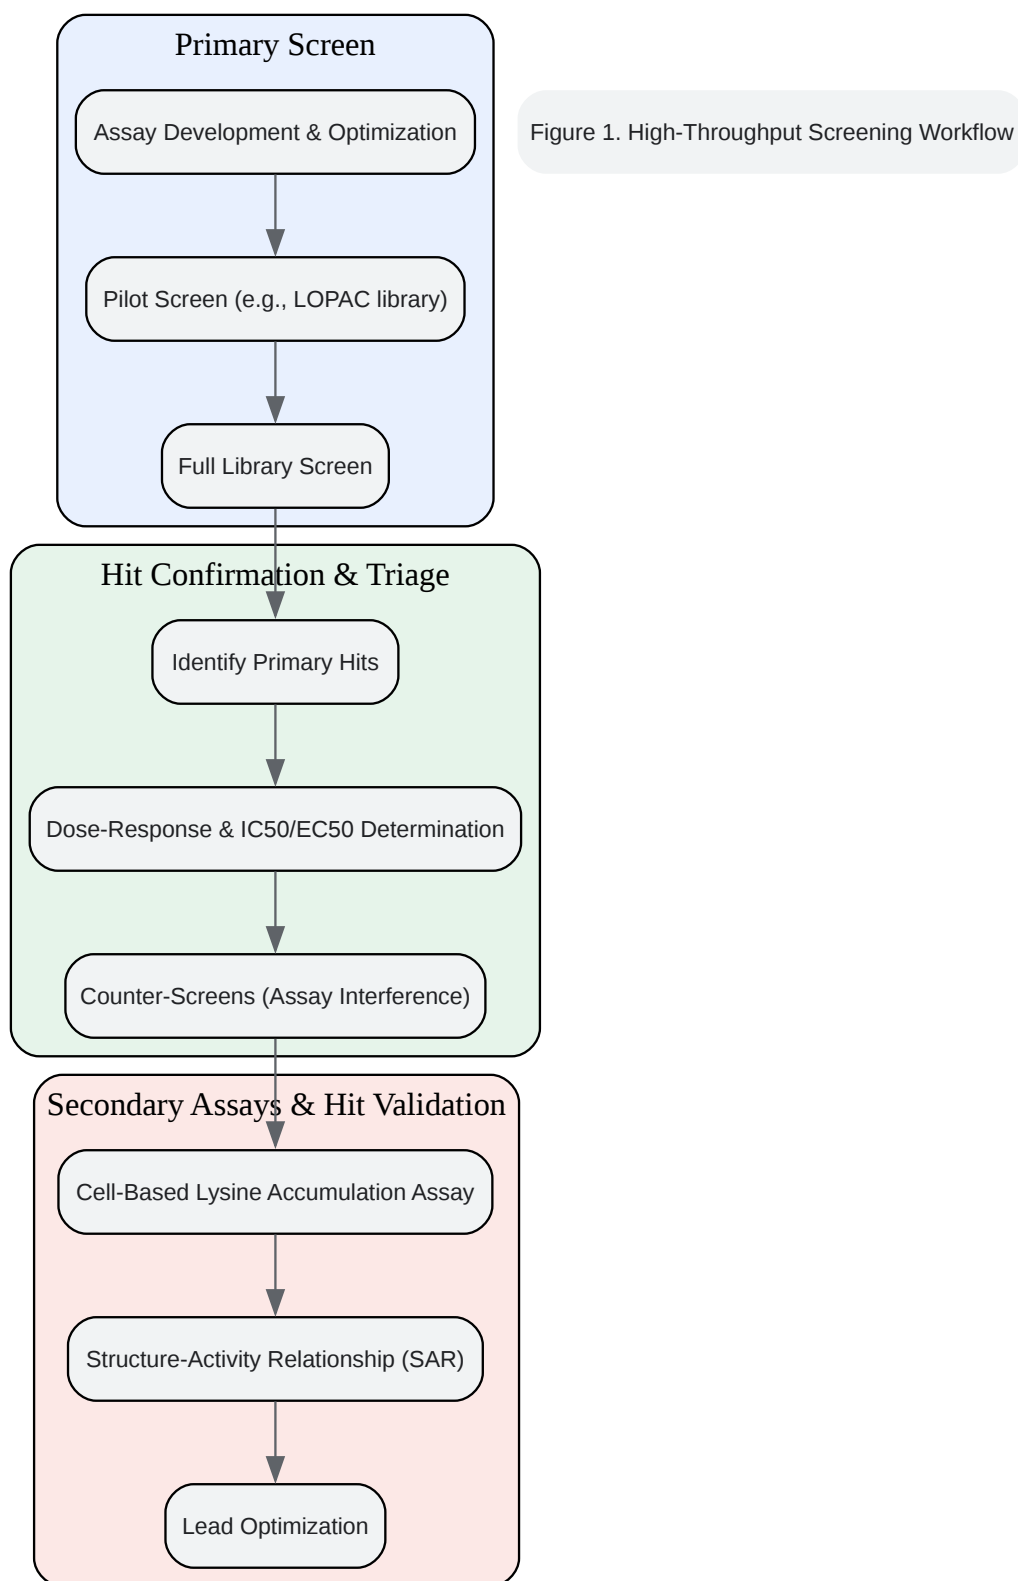 Primary Screen
Assay Development & Optimization
Figure 1. High-Throughput Screening Workflow
Pilot Screen (e.g., LOPAC library)
Full Library Screen
Hit Confirmation & Triage
Identify Primary Hits
Dose-Response & IC50/EC50 Determination
Counter-Screens (Assay Interference)
Secondary Assays & Hit Validation
Cell-Based Lysine Accumulation Assay
Structure-Activity Relationship (SAR)
Lead Optimization